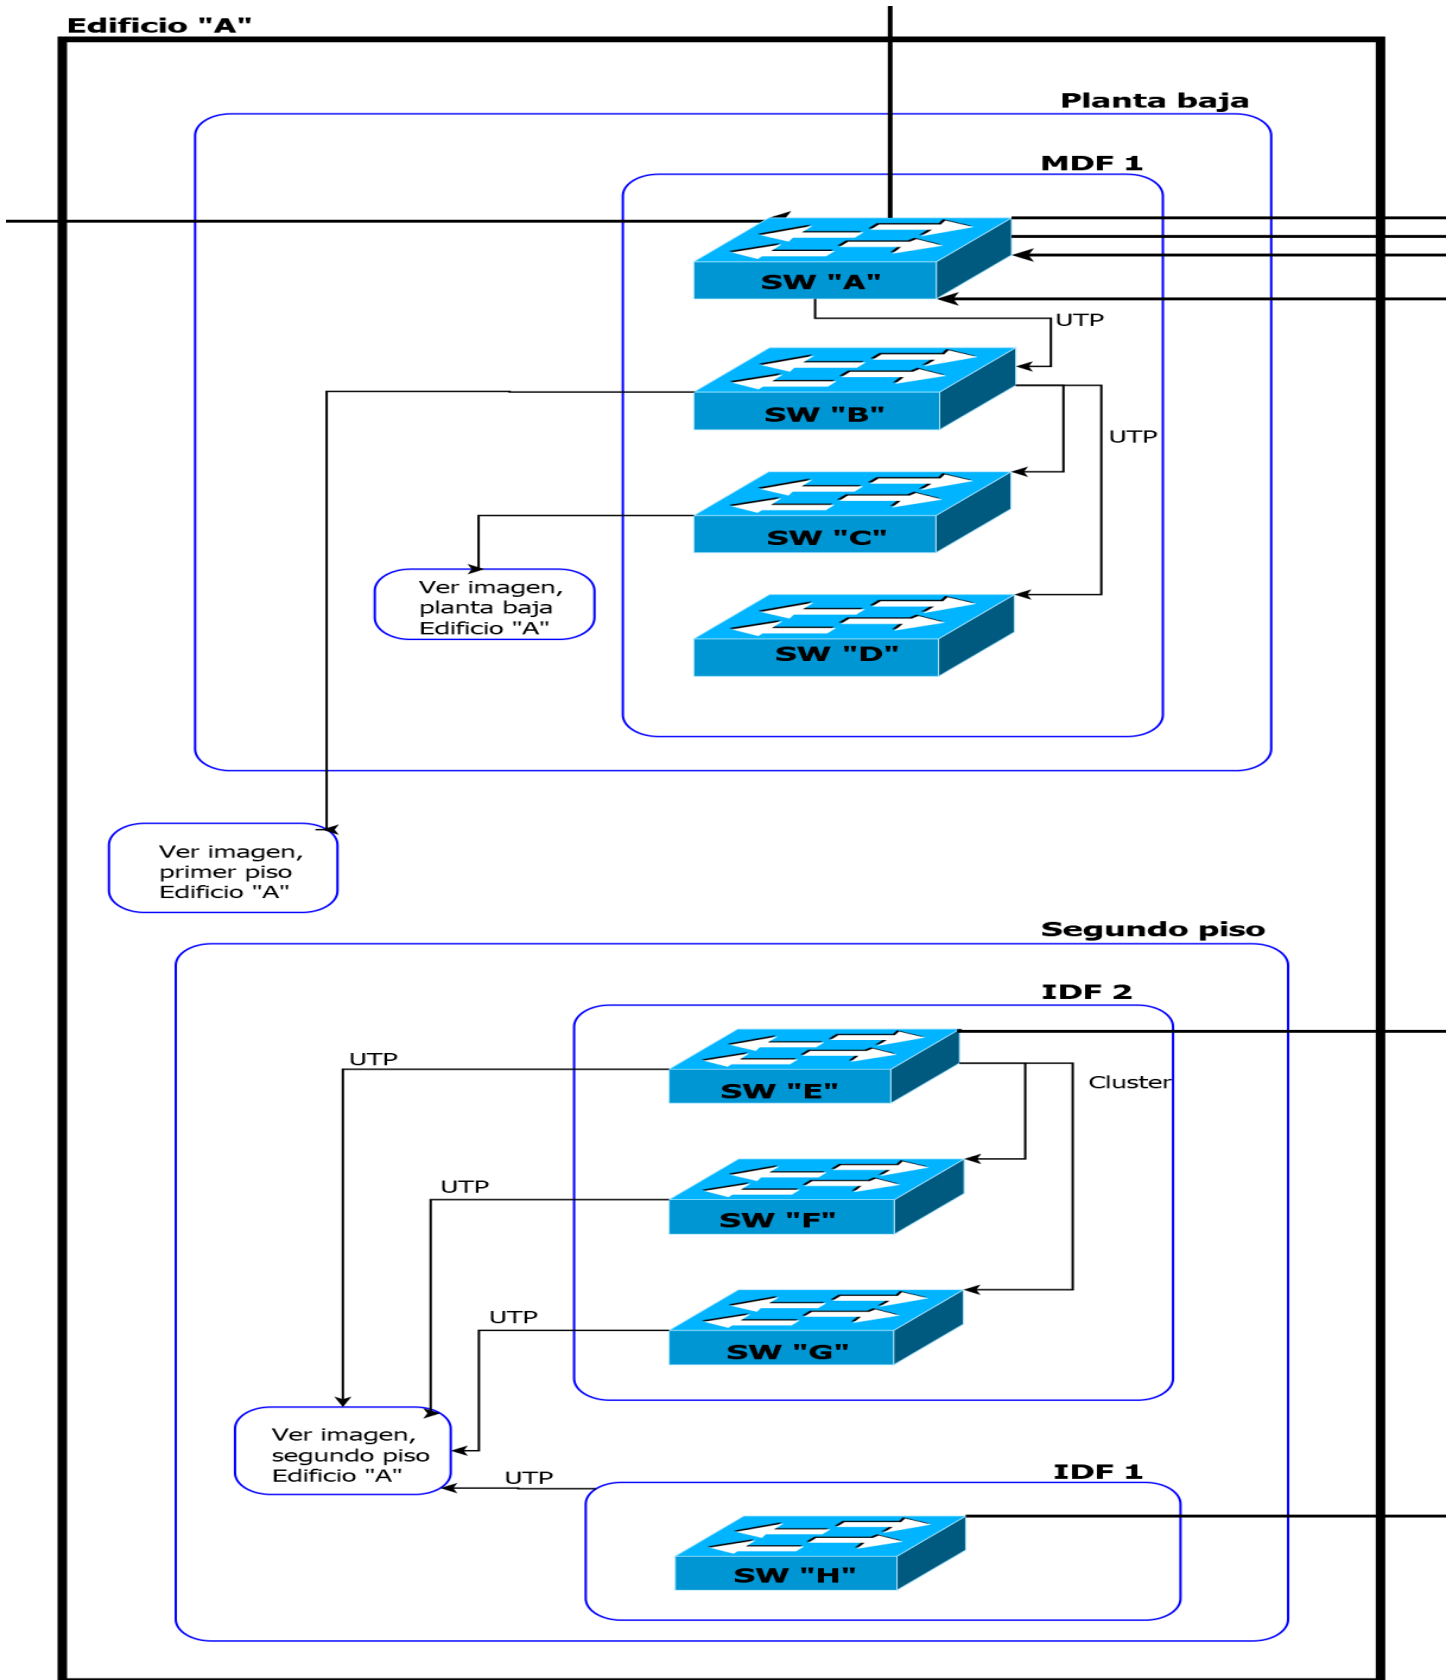 Edificio "A"
Planta baja
MDF 1
SW "A"
UTP
SW "B"
UTP
SW "C"
Ver imagen,
planta baja
Edificio "A"
SW "D"
Ver imagen,
primer piso
Edificio "A"
Segundo piso
IDF 2
UTP
SW "E"
Cluster
UTP
SW "F"
UTP
SW "G"
Ver imagen,
segundo piso
Edificio "A"
UTP
IDF 1
SW "H"